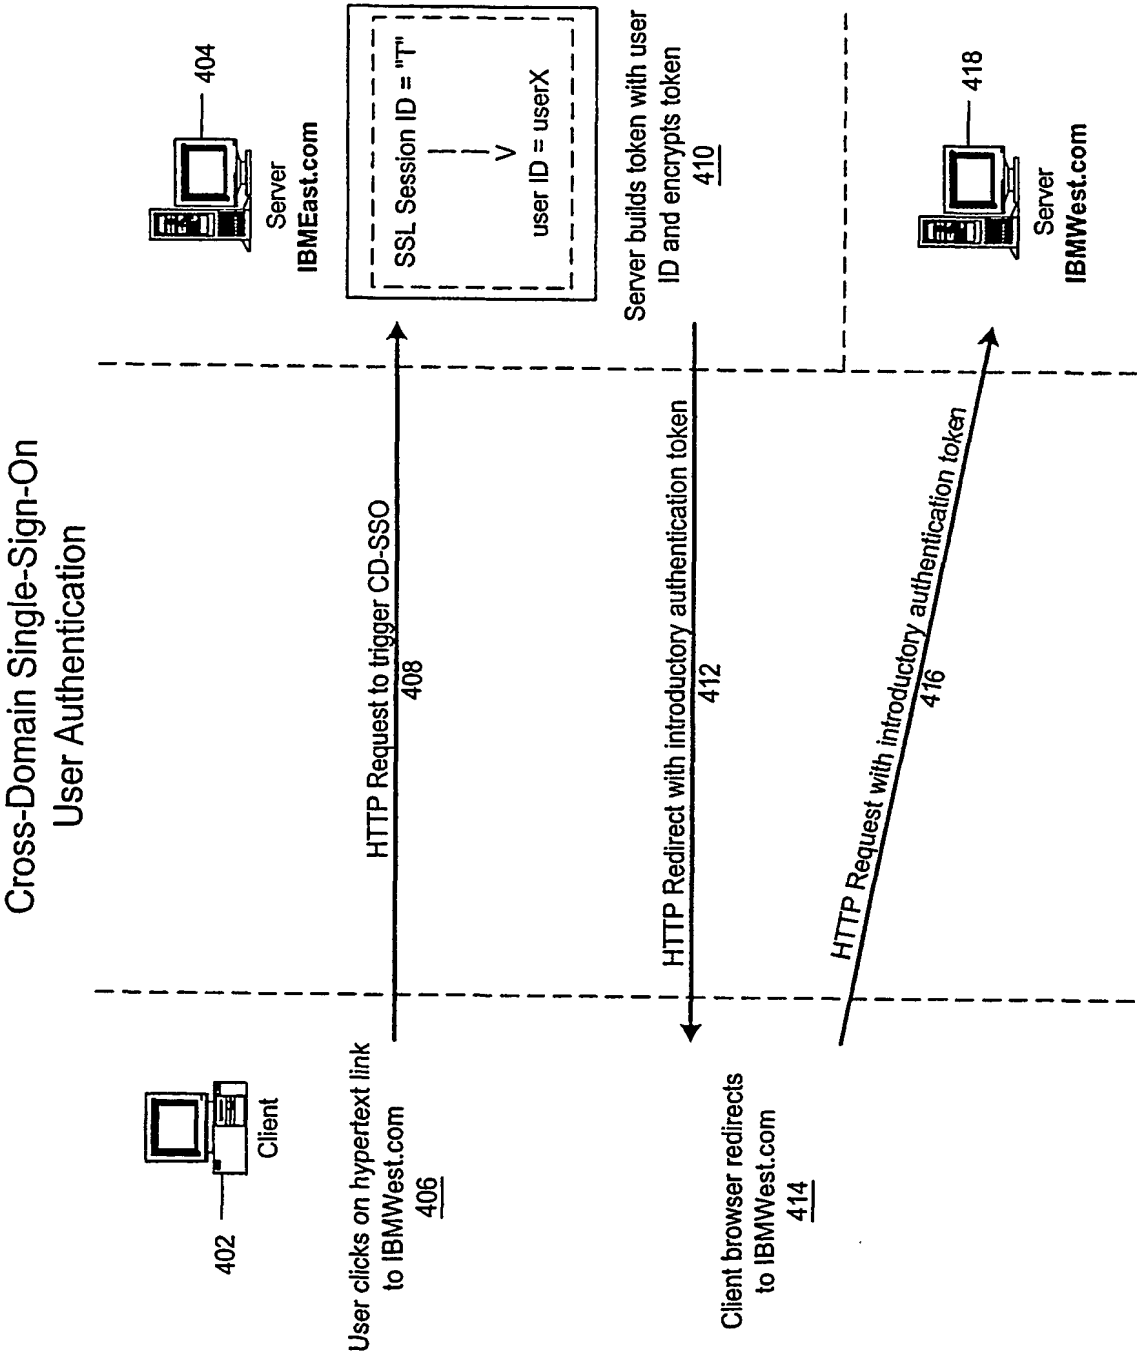 Cross-Domain Single-Sign-On
User Authentication
402
Client
404
Server
IBMEast.com
User clicks on hypertext link
to IBMWest.com
406
HTTP Request to trigger CD-SSO
408
SSL Session ID = "T"
V
user ID = userX
Server builds token with user
ID and encrypts token
410
HTTP Redirect with introductory authentication token
412
Client browser redirects
to IBMWest.com
414
HTTP Request with introductory authentication token
416
418
Server
IBMWest.com